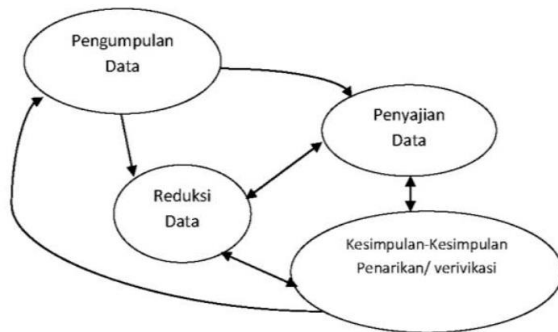 Pengumpulan
Data
Penyajian
Data
Reduksi
Data
Kesimpulan-Kesimpulan
Penarikan/ verivikasi